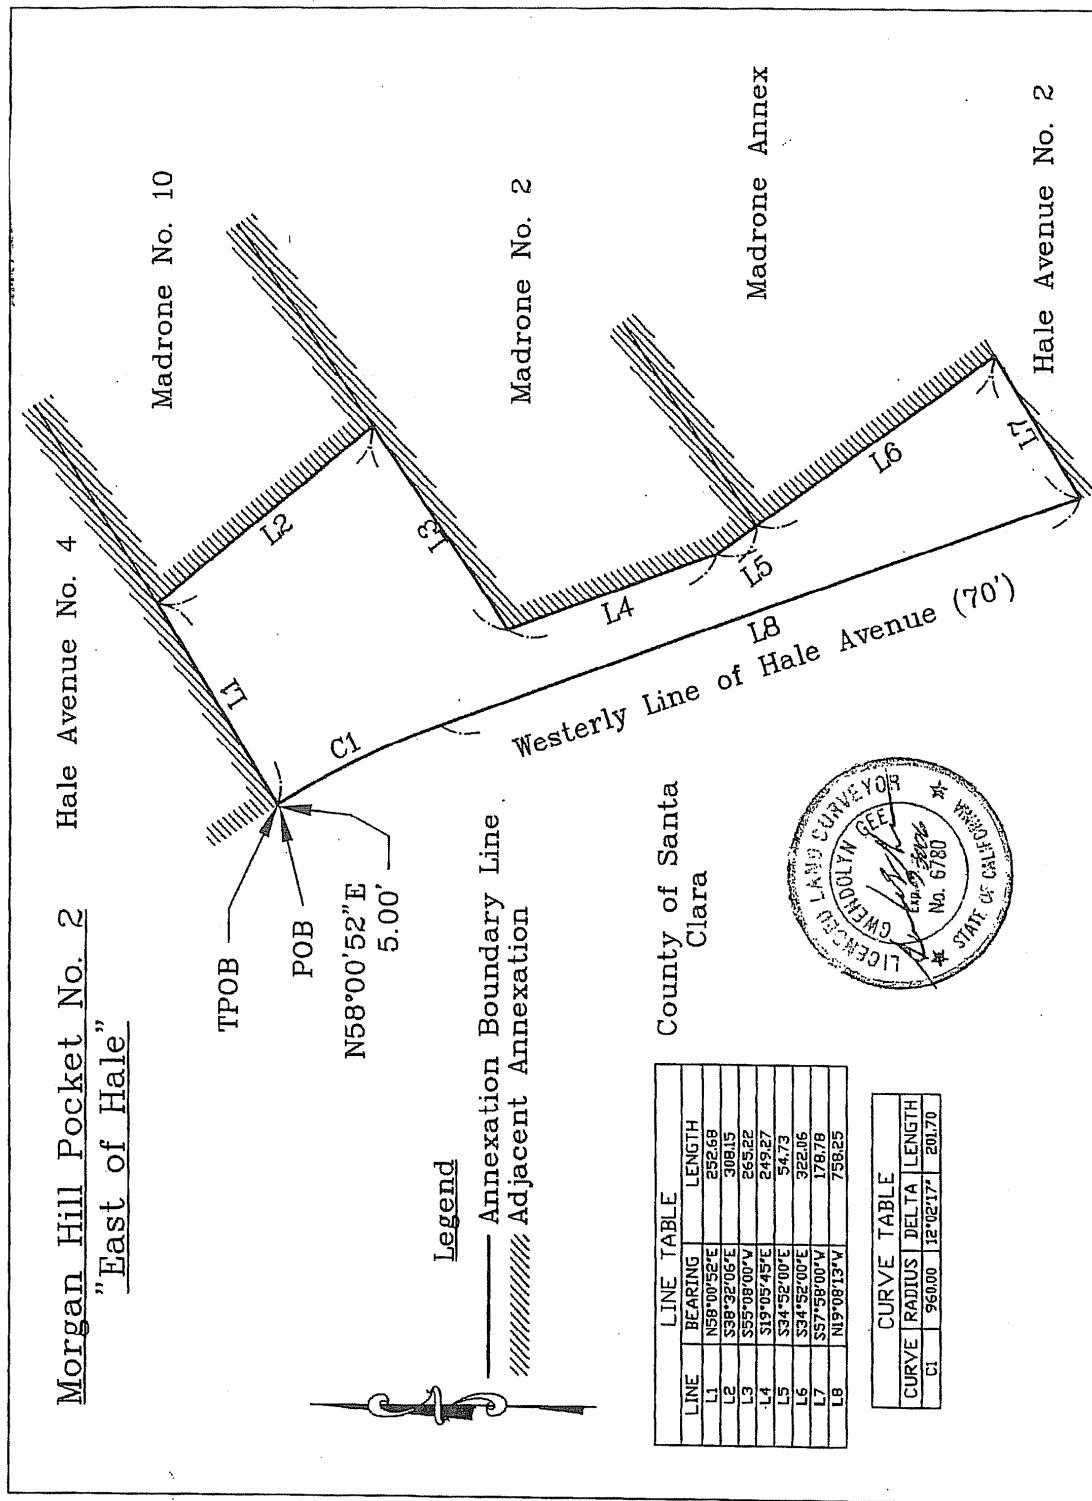 Morgan Hill Pocket No. 2
"East of Hale"
Hale Avenue No. 4
Madrone No. 10
Madrone No. 2
Madrone Annex
Hale Avenue No. 2
TPOB
POB
N58°00'52"E
5.00'
L1
L2
L3
L4
L5
L6
L7
L8
C1
Westerly Line of Hale Avenue (70')
Legend
Annexation Boundary Line
Adjacent Annexation
County of Santa
Clara
LINE TABLE
LINE BEARING LENGTH
L1 N58°00'52"E 252.68
L2 S38°32'06"E 308.15
L3 S55°08'00"W 265.22
L4 S19°05'45"E 249.27
L5 S34°52'00"E 54.73
L6 S34°52'00"E 322.06
L7 S57°58'00"W 178.78
L8 N19°08'13"W 758.25
CURVE TABLE
CURVE RADIUS DELTA LENGTH
C1 960.00 12°02'17" 201.70
LICENSED LAND SURVEYOR
GWENDOLYN GEE
Exp.
No. 6780
STATE OF CALIFORNIA